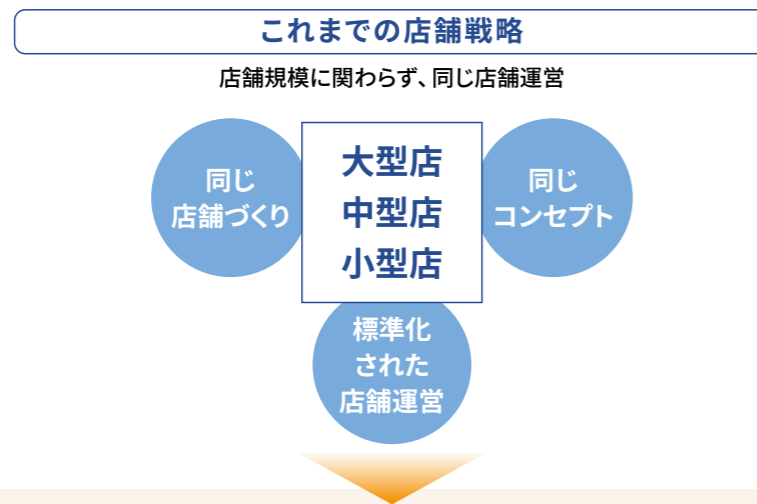 これまでの店舗戦略
店舗規模に関わらず、同じ店舗運営
同じ
店舗づくり
大型店
中型店
小型店
同じ
コンセプト
標準化
された
店舗運営